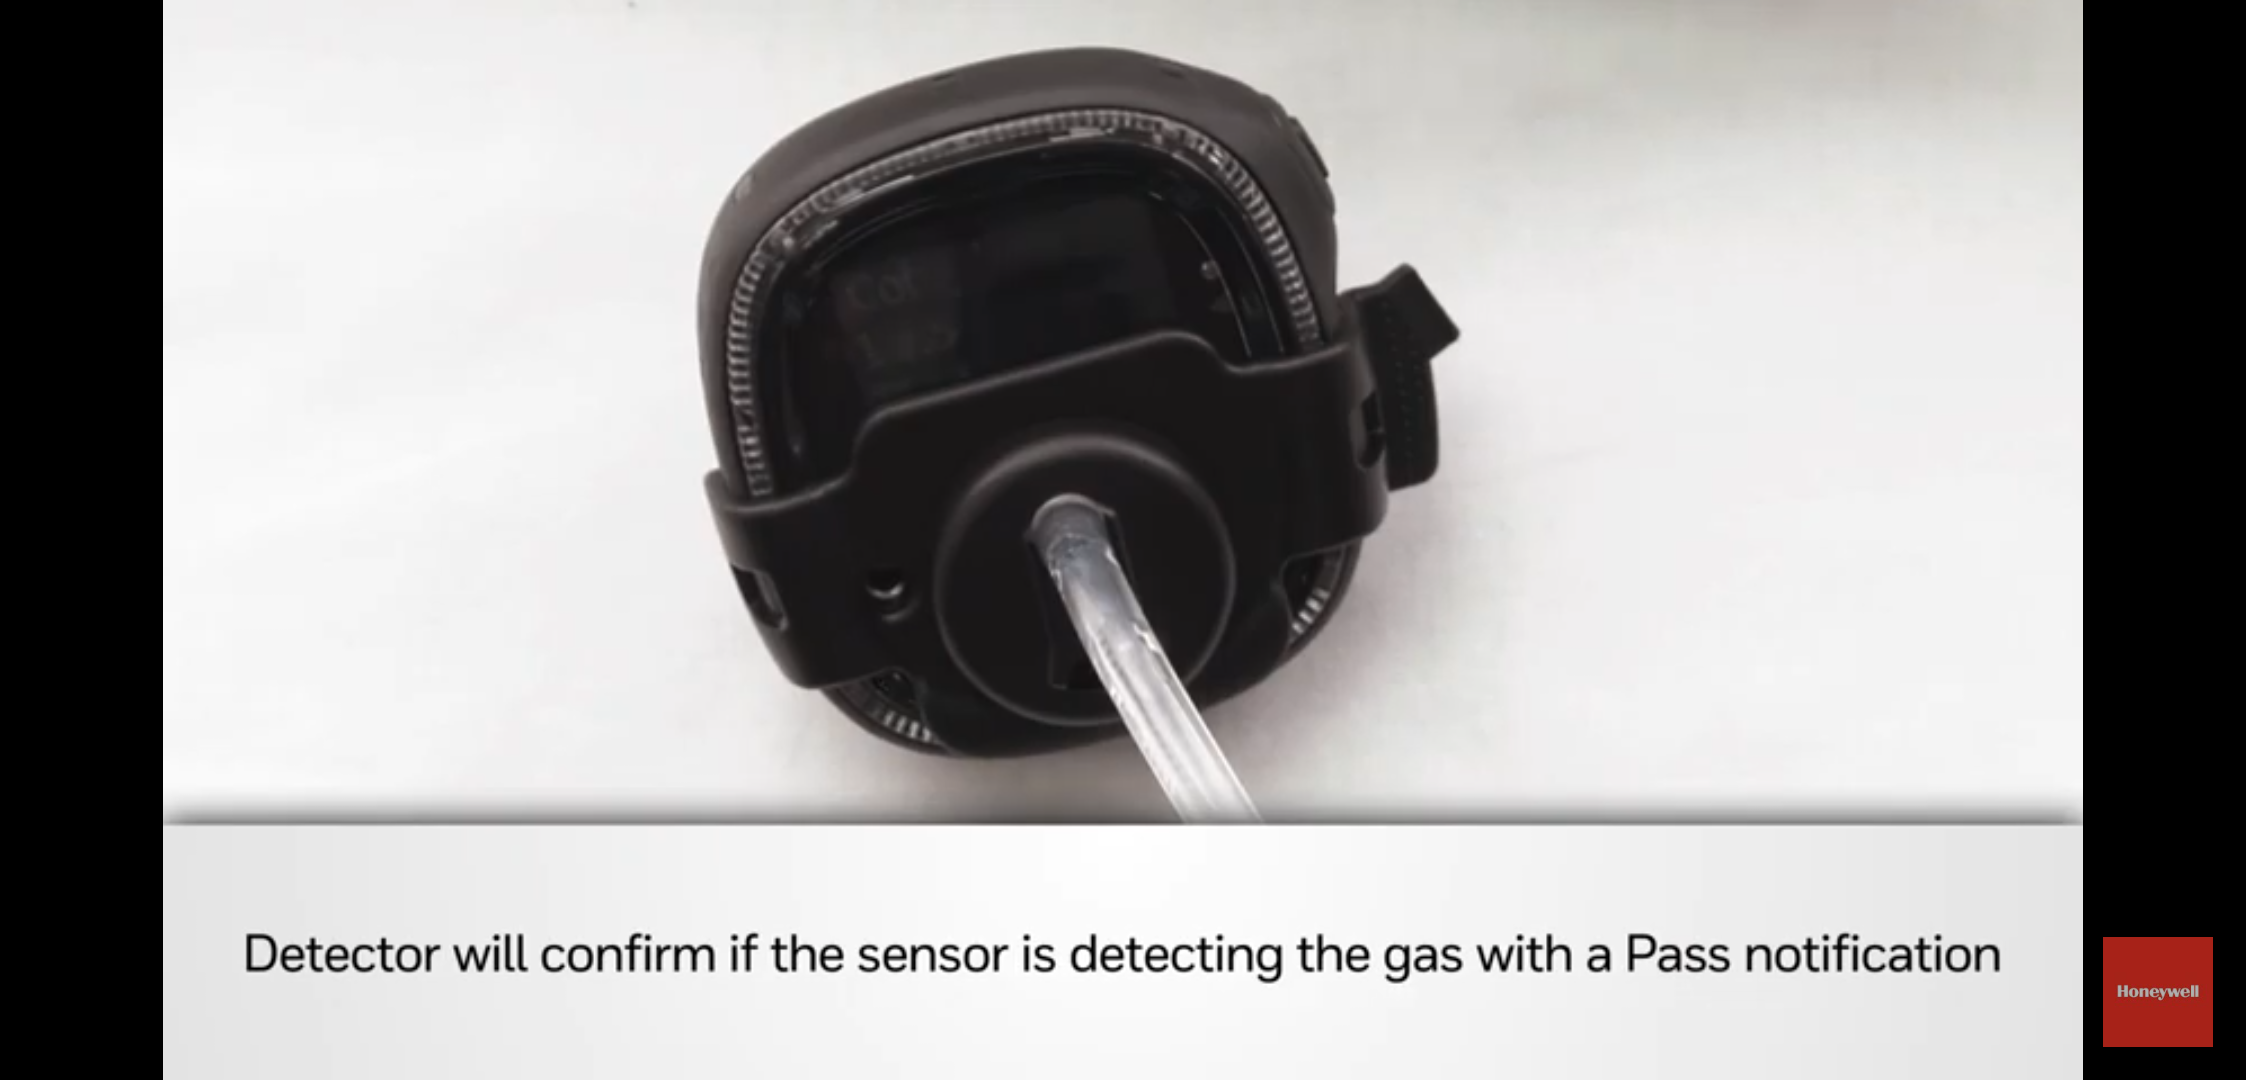 Detector will confirm if the sensor is detecting the gas with a Pass notification
Honeywell